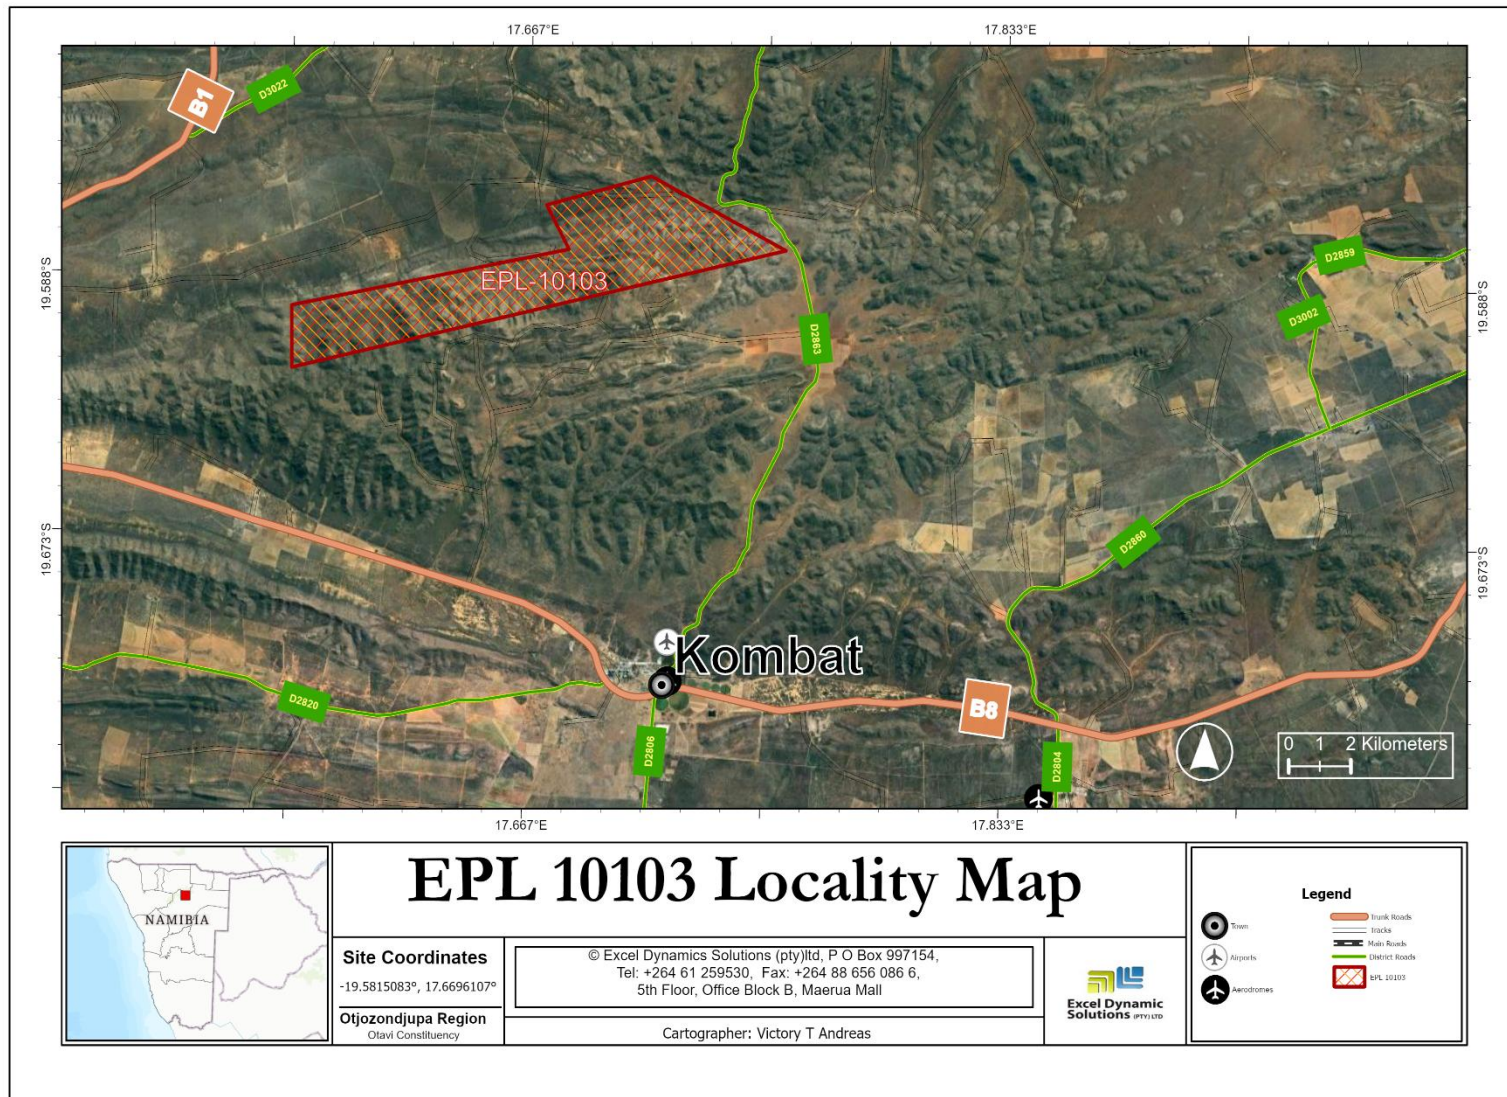 17.667°E
17.833°E
B1
D3022
19.588°S
19.588°S
EPL-10103
D2859
D3002
D2863
19.673°S
19.673°S
D2860
Kombat
D2820
B8
D2806
D2804
0 1 2 Kilometers
17.667°E
17.833°E
NAMIBIA
EPL 10103 Locality Map
Site Coordinates
-19.5815083°, 17.6696107°
Otjozondjupa Region
Otavi Constituency
© Excel Dynamics Solutions (pty)ltd, P O Box 997154,
Tel: +264 61 259530, Fax: +264 88 656 086 6,
5th Floor, Office Block B, Maerua Mall
Cartographer: Victory T Andreas
Excel Dynamic
Solutions (PTY) LTD
Legend
Town
Airports
Aerodromes
Trunk Roads
Tracks
Main Roads
District Roads
EPL 10103